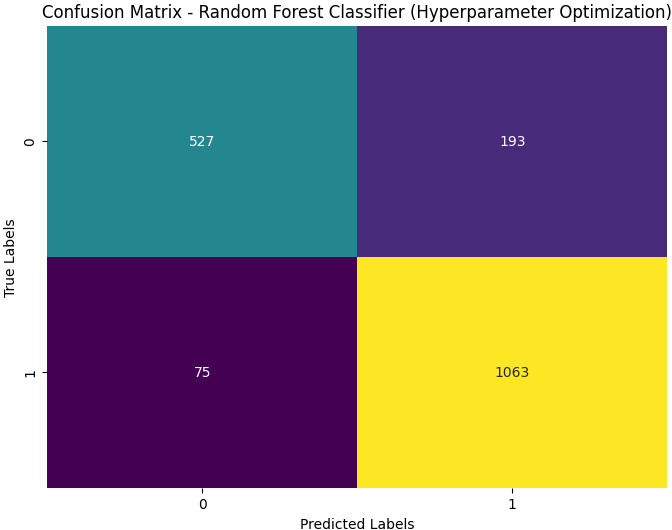 Confusion Matrix - Random Forest Classifier (Hyperparameter Optimization)
True Labels
0
527
193
1
75
1063
0
1
Predicted Labels